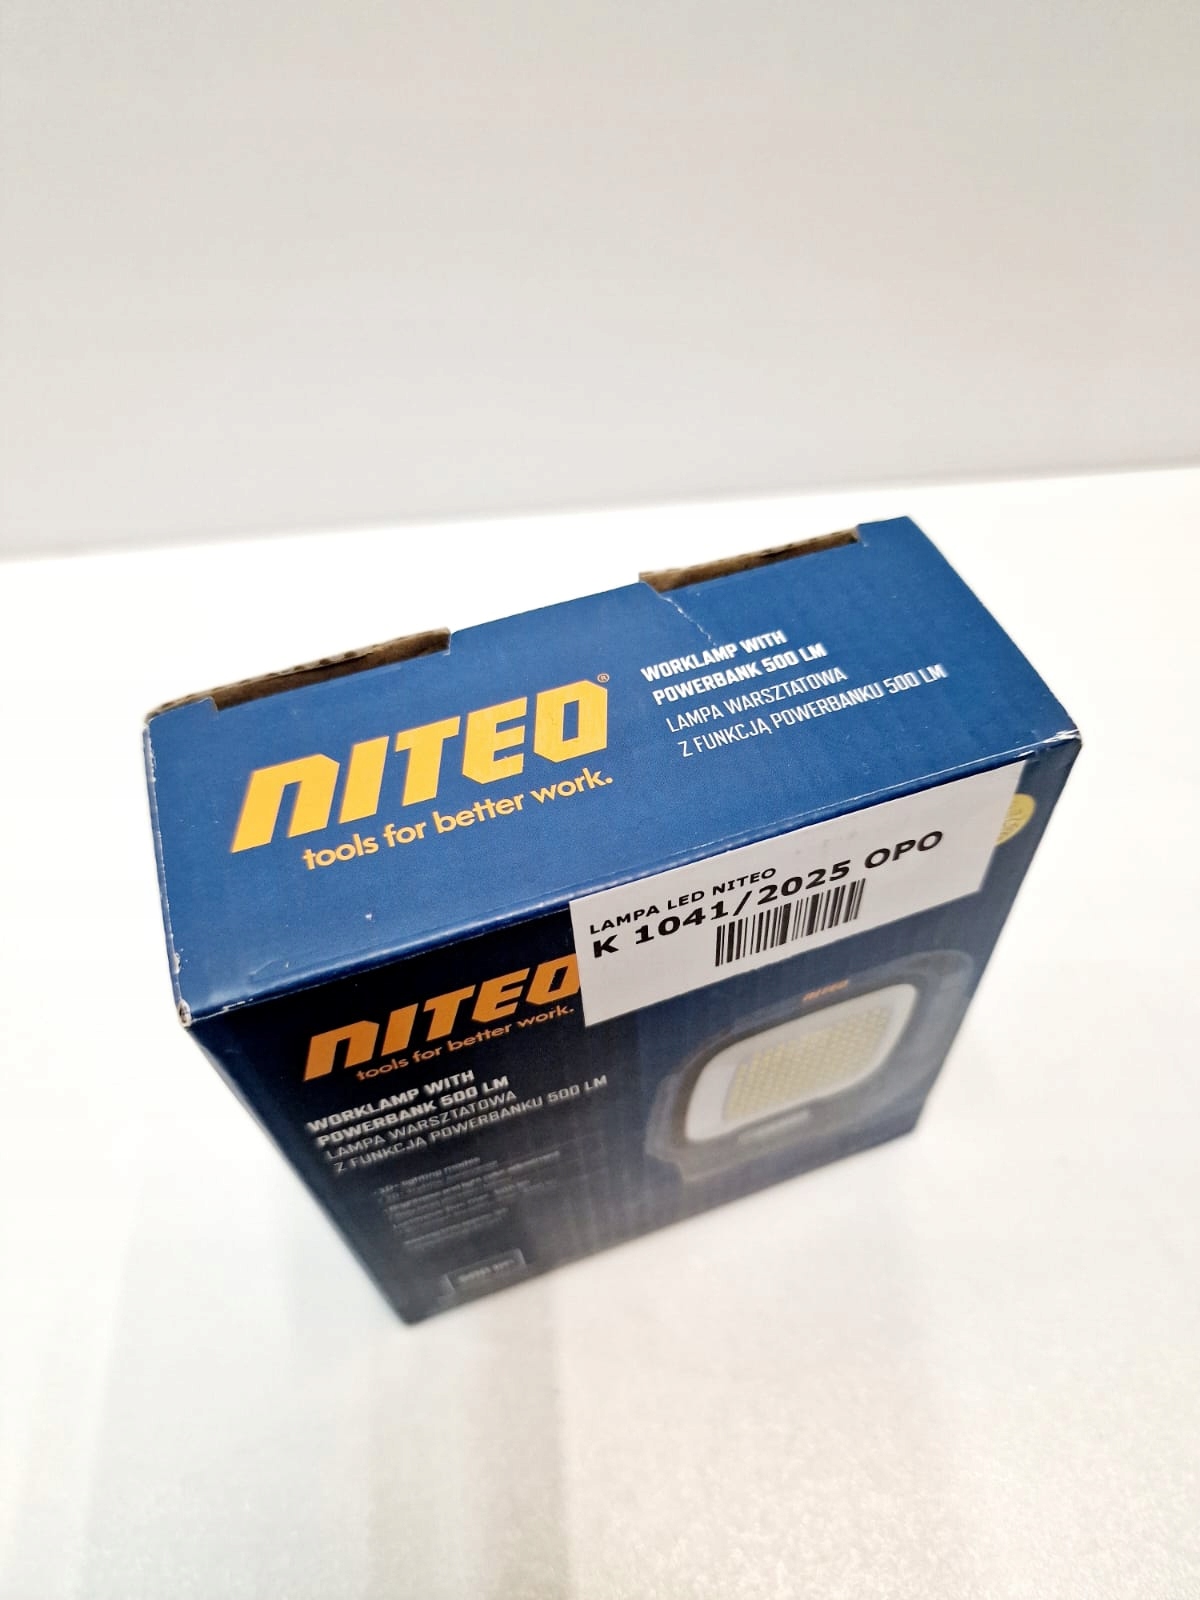 NITEO®
tools for better work.
WORKLAMP WITH
POWERBANK 500 LM
LAMPA WARSZTATOWA
Z FUNKCJĄ POWERBANKU 500 LM
LAMPA LED NITEO
K 1041/2025 OPO
NITEO
tools for better work.
WORKLAMP WITH
POWERBANK 500 LM
LAMPA WARSZTATOWA
Z FUNKCJĄ POWERBANKU 500 LM
NITEO